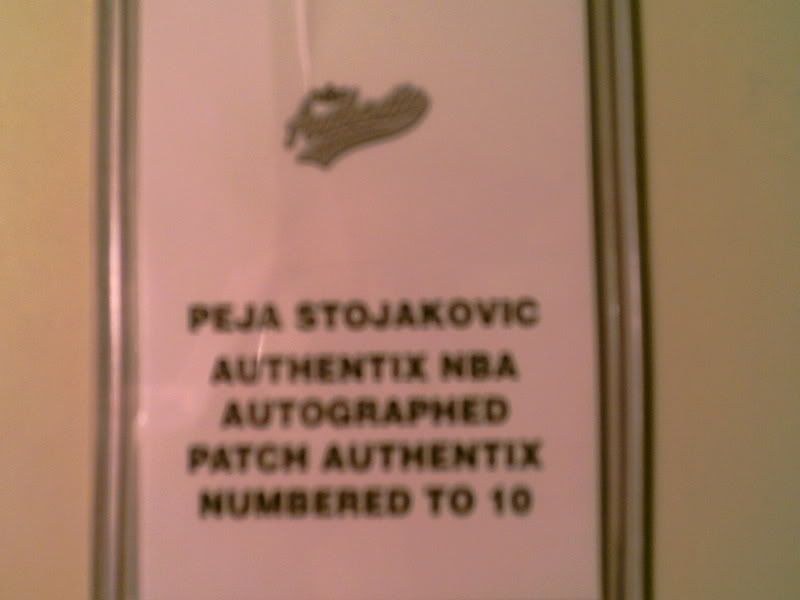 PEJA STOJAKOVIC
AUTHENTIX NBA
AUTOGRAPHED
PATCH AUTHENTIX
NUMBERED TO 10